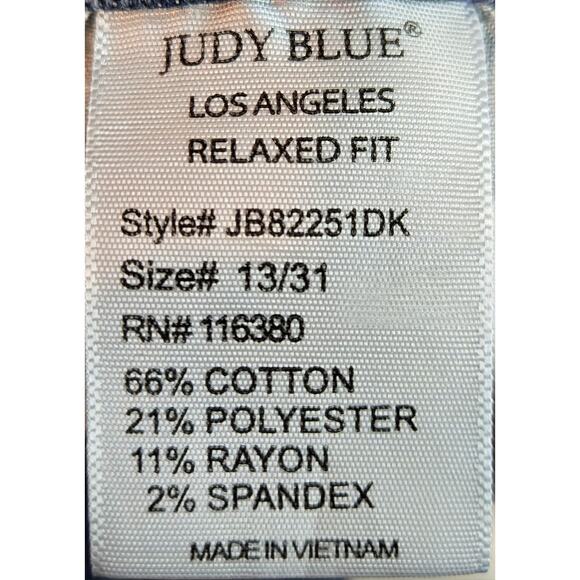 JUDY BLUE®
LOS ANGELES
RELAXED FIT
Style# JB82251DK
Size# 13/31
RN# 116380
66% COTTON
21% POLYESTER
11% RAYON
2% SPANDEX
MADE IN VIETNAM